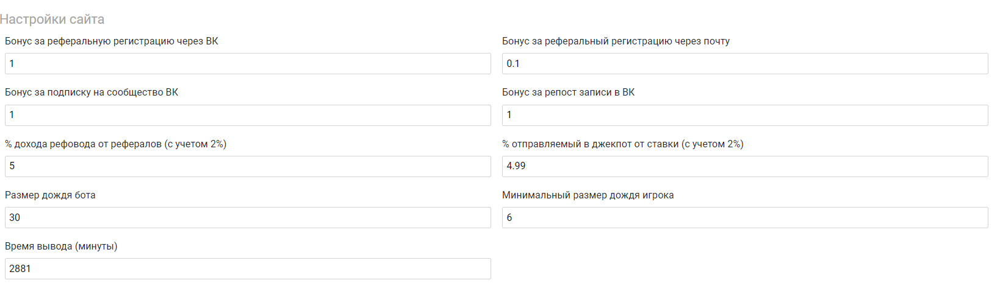 Настройки сайта
Бонус за реферальную регистрацию через ВК
Бонус за реферальный регистрацию через почту
1
0.1
Бонус за подписку на сообщество ВК
Бонус за репост записи в ВК
1
1
% дохода рефовода от рефералов (с учетом 2%)
% отправляемый в джекпот от ставки (с учетом 2%)
5
4.99
Размер дождя бота
Минимальный размер дождя игрока
30
6
Время вывода (минуты)
2881